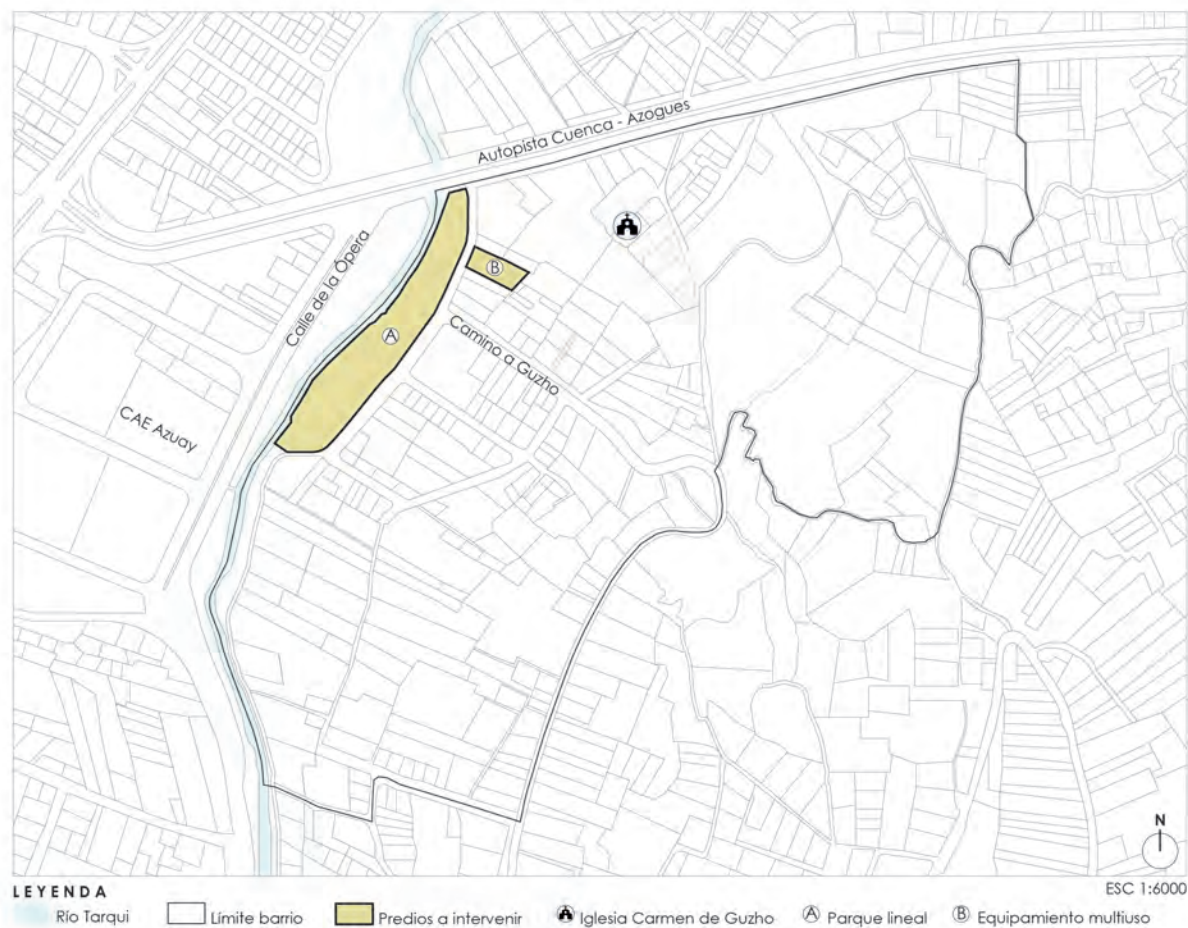 Autopista Cuenca - Azogues
Calle de la Ópera
B
A
Camino a Guzho
CAE Azuay
N
LEYENDA
ESC 1:6000
Río Tarqui
Límite barrio
Predios a intervenir
Iglesia Carmen de Guzho
A Parque lineal
B Equipamiento multiuso